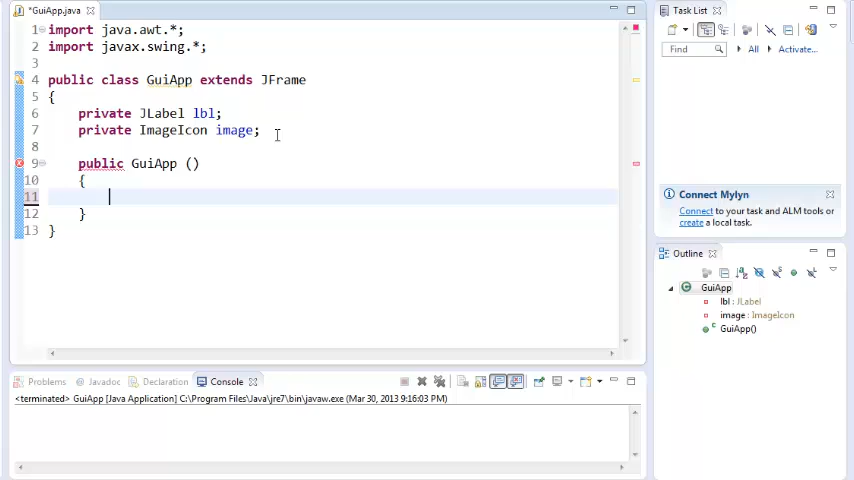 *GuiApp.java
1 import java.awt.*;
2 import javax.swing.*;
3
4 public class GuiApp extends JFrame
5 {
6 private JLabel lbl;
7 private ImageIcon image;
8
9 public GuiApp ()
10 {
11
12 }
13 }
Task List
Find All Activate...
Connect Mylyn
Connect to your task and ALM tools or
create a local task.
Outline
GuiApp
lbl : JLabel
image : ImageIcon
GuiApp()
Problems Javadoc Declaration Console
<terminated> GuiApp [Java Application] C:\Program Files\Java\jre7\bin\javaw.exe (Mar 30, 2013 9:16:03 PM)